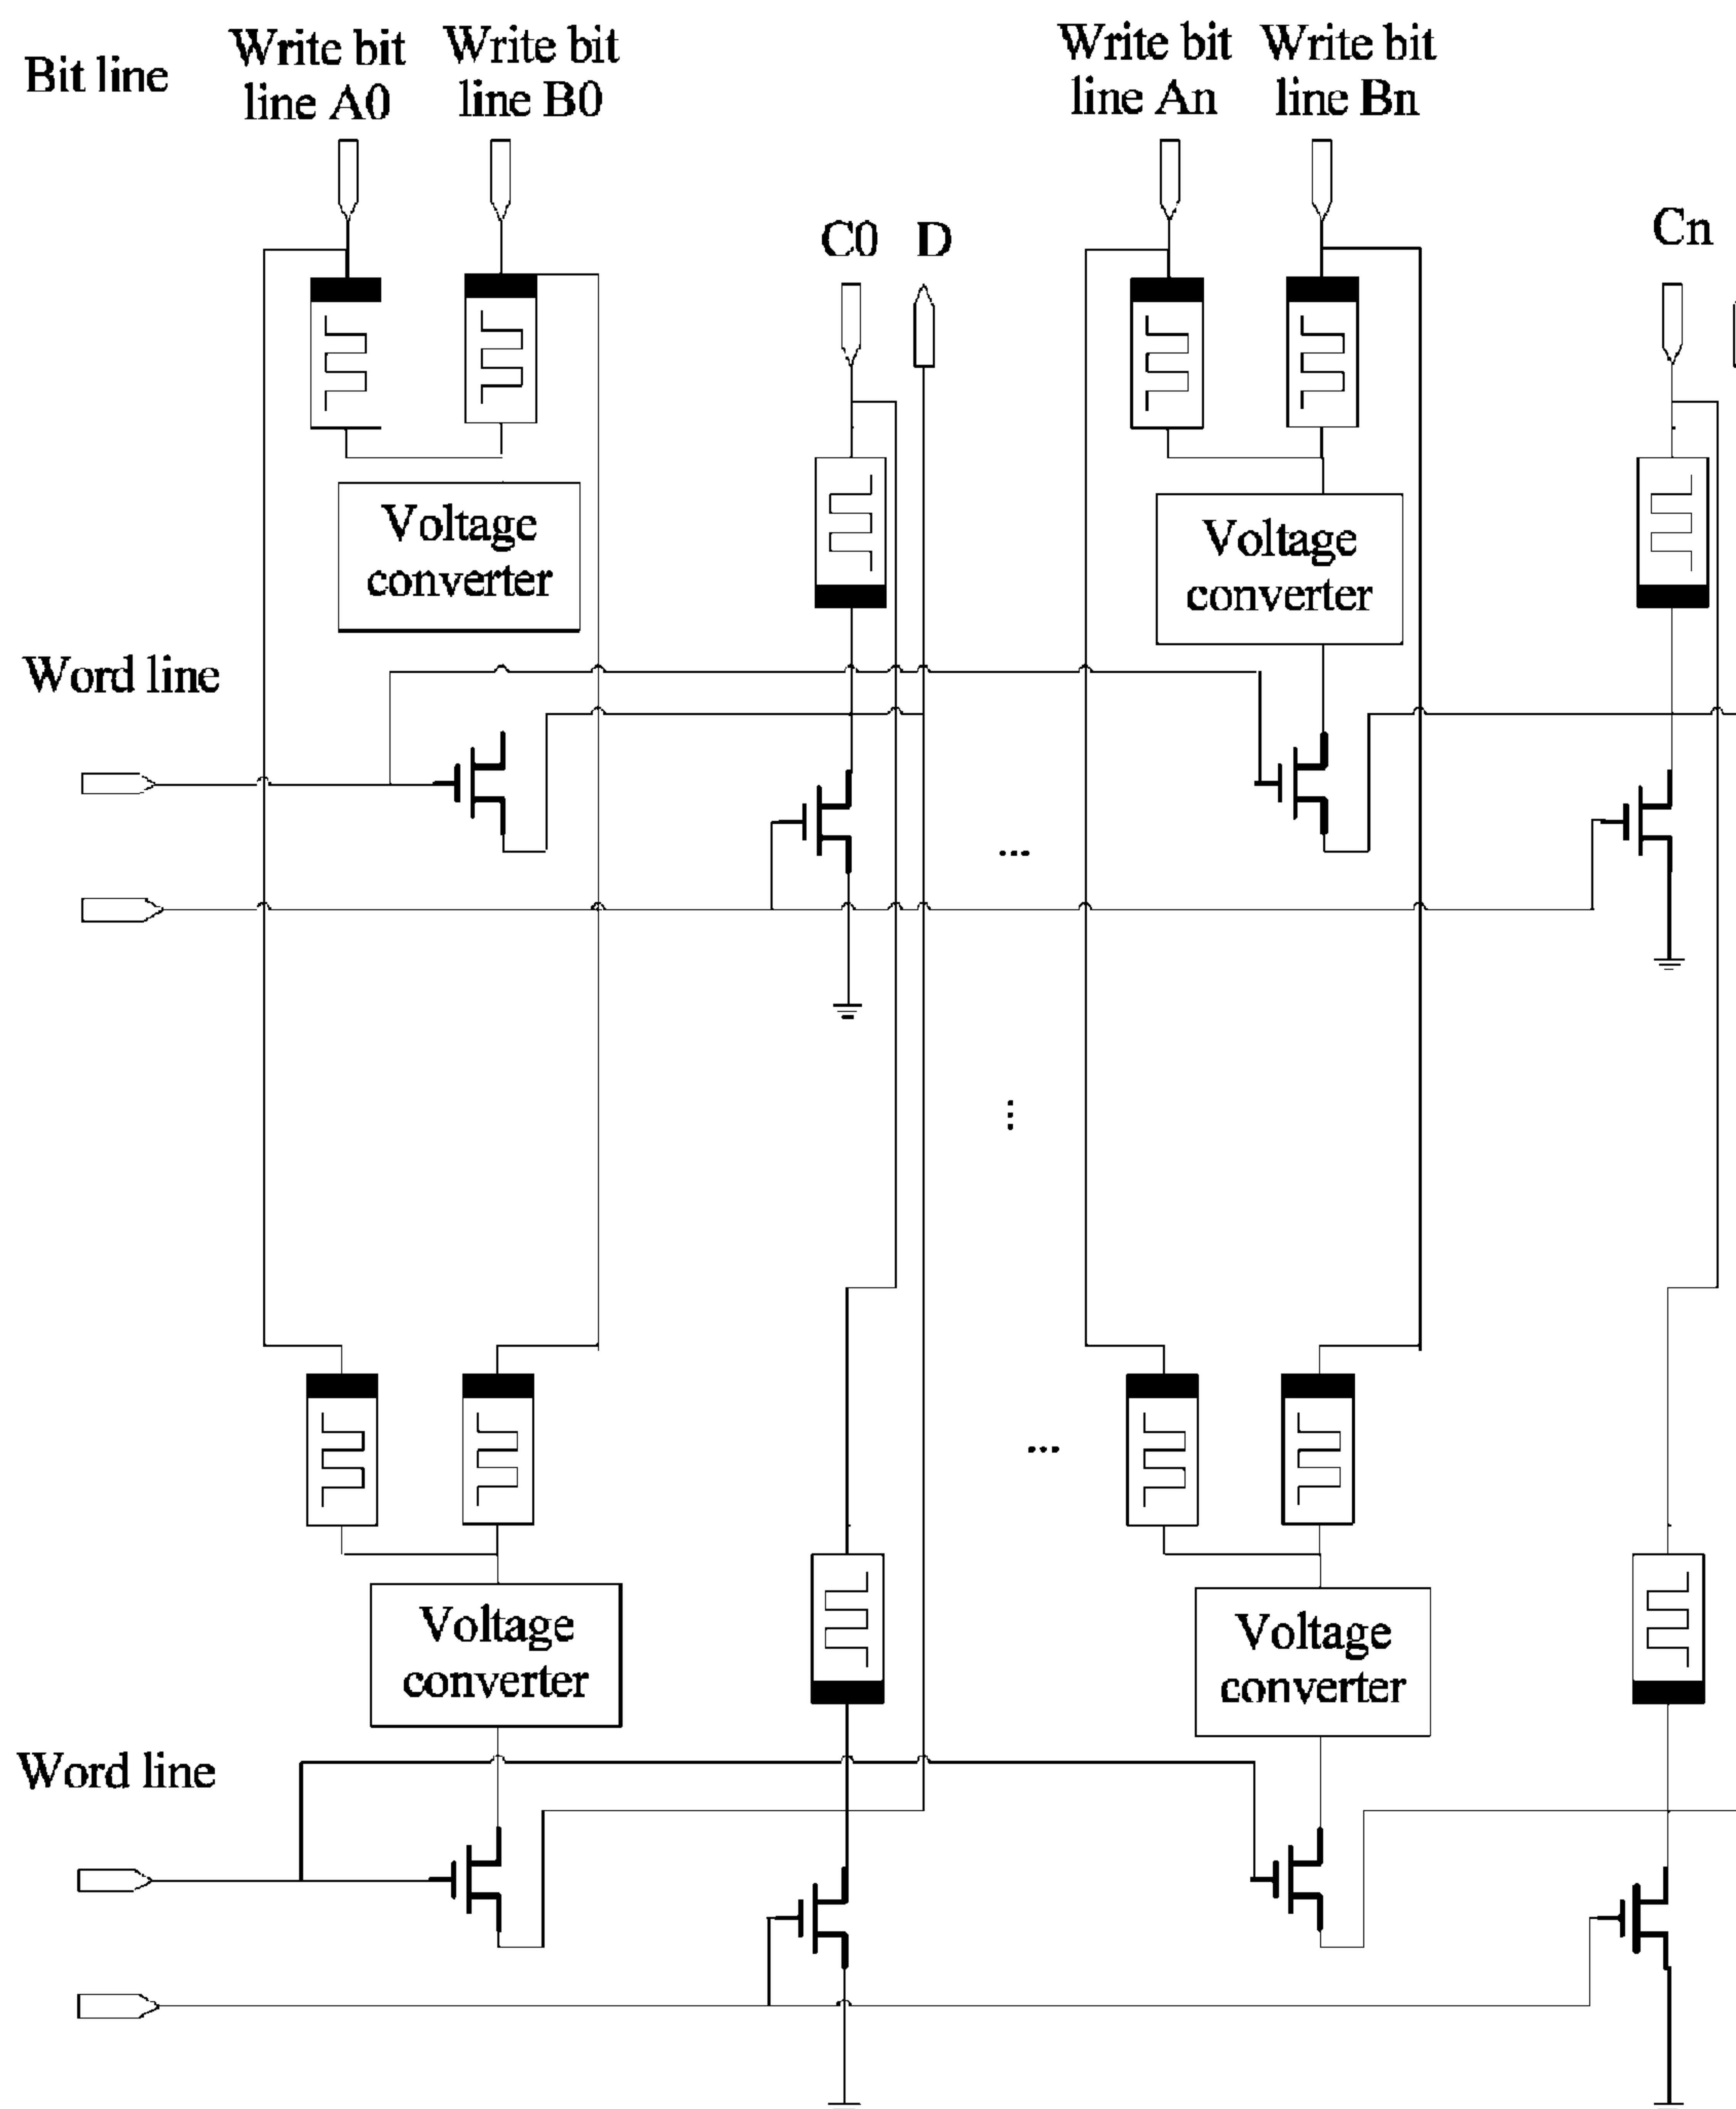 Bit line
Write bit
line A0
Write bit
line B0
Write bit
line An
Write bit
line Bn
C0
D
Cn
Voltage
converter
Voltage
converter
Word line
...
...
...
Voltage
converter
Voltage
converter
Word line